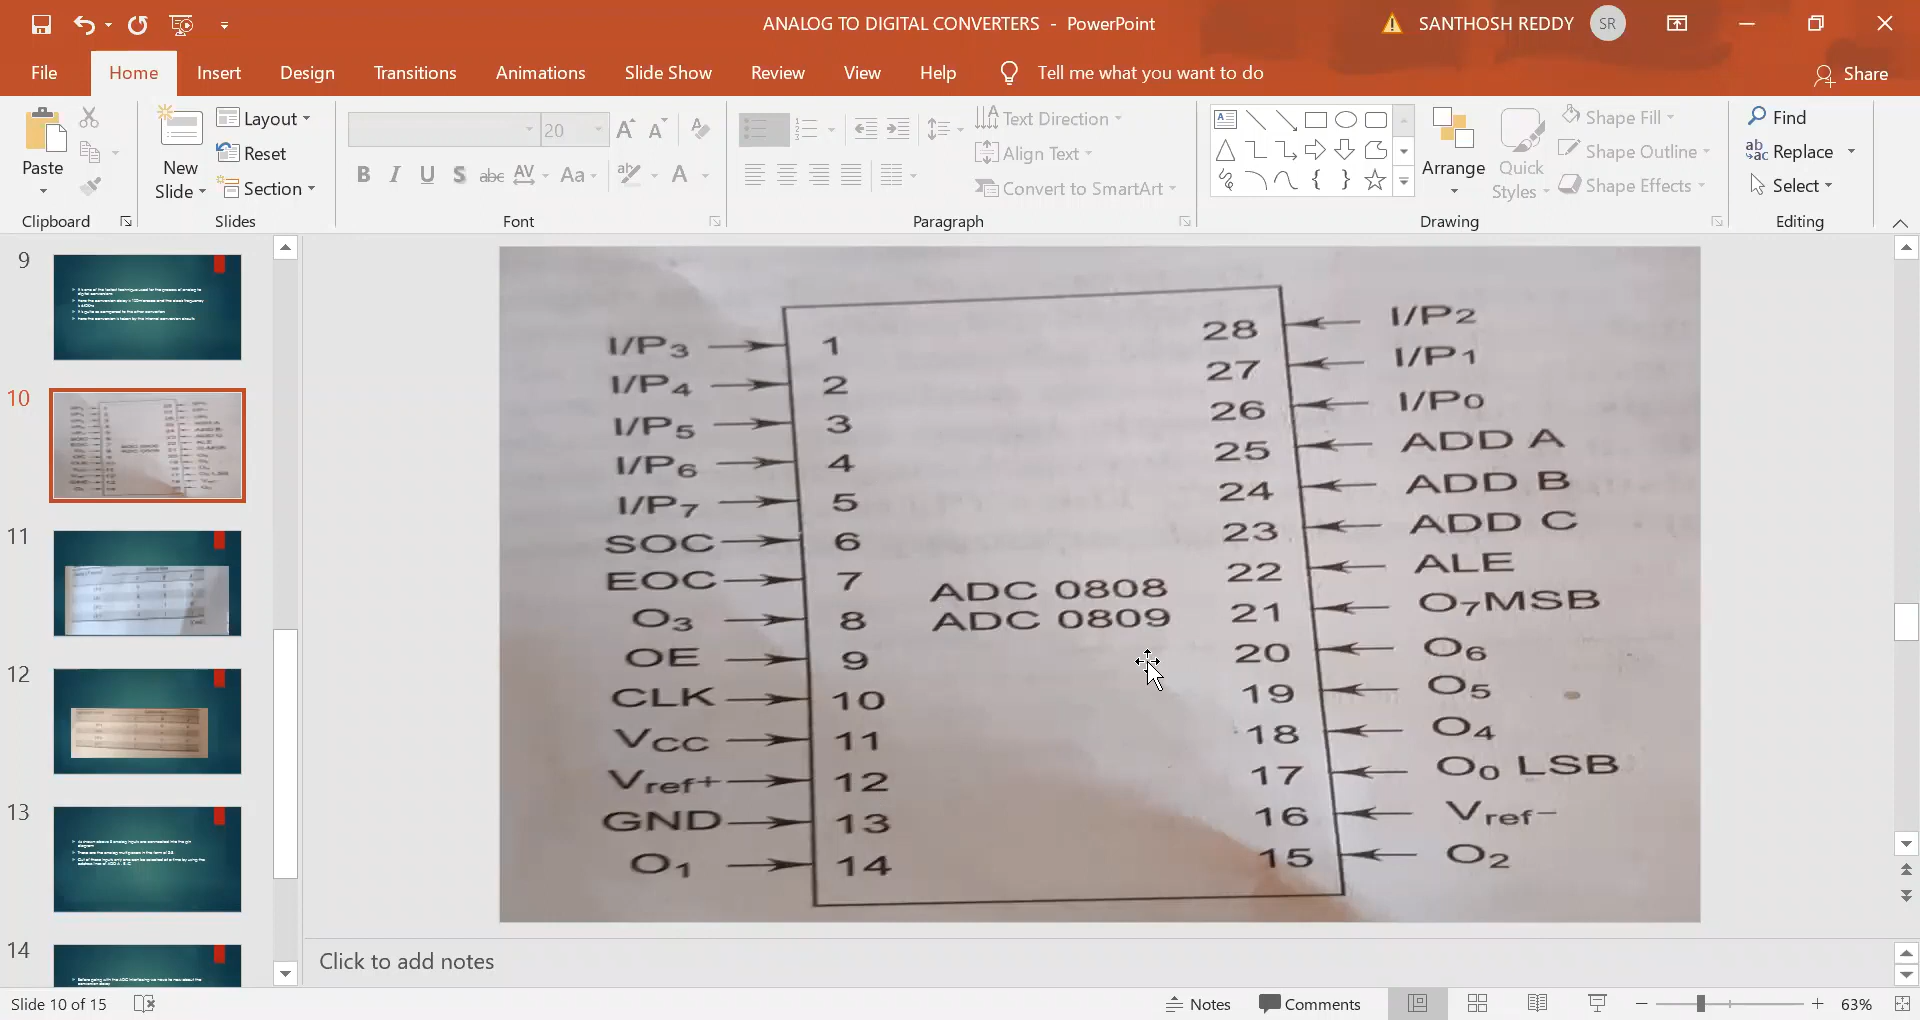 ANALOG TO DIGITAL CONVERTERS - PowerPoint
SANTHOSH REDDY
SR
File
Home
Insert
Design
Transitions
Animations
Slide Show
Review
View
Help
Tell me what you want to do
Share
Paste
New
Slide
Layout
Reset
Section
20
B I U S abc AV Aa A
Text Direction
Align Text
Convert to SmartArt
Arrange
Quick
Styles
Shape Fill
Shape Outline
Shape Effects
Find
Replace
Select
Clipboard
Slides
Font
Paragraph
Drawing
Editing
9
10
11
12
13
14
I/P3 1
I/P4 2
I/P5 3
I/P6 4
I/P7 5
SOC 6
EOC 7
O3 8
OE 9
CLK 10
Vcc 11
Vref+ 12
GND 13
O1 14
ADC 0808
ADC 0809
28 I/P2
27 I/P1
26 I/P0
25 ADD A
24 ADD B
23 ADD C
22 ALE
21 O7MSB
20 O6
19 O5
18 O4
17 O0 LSB
16 Vref-
15 O2
Click to add notes
Slide 10 of 15
Notes
Comments
63%